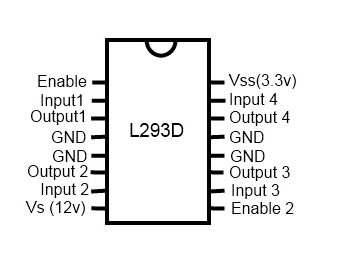 Enable
Input1
Output1
GND
GND
Output 2
Input 2
Vs (12v)
L293D
Vss(3.3v)
Input 4
Output 4
GND
GND
Output 3
Input 3
Enable 2